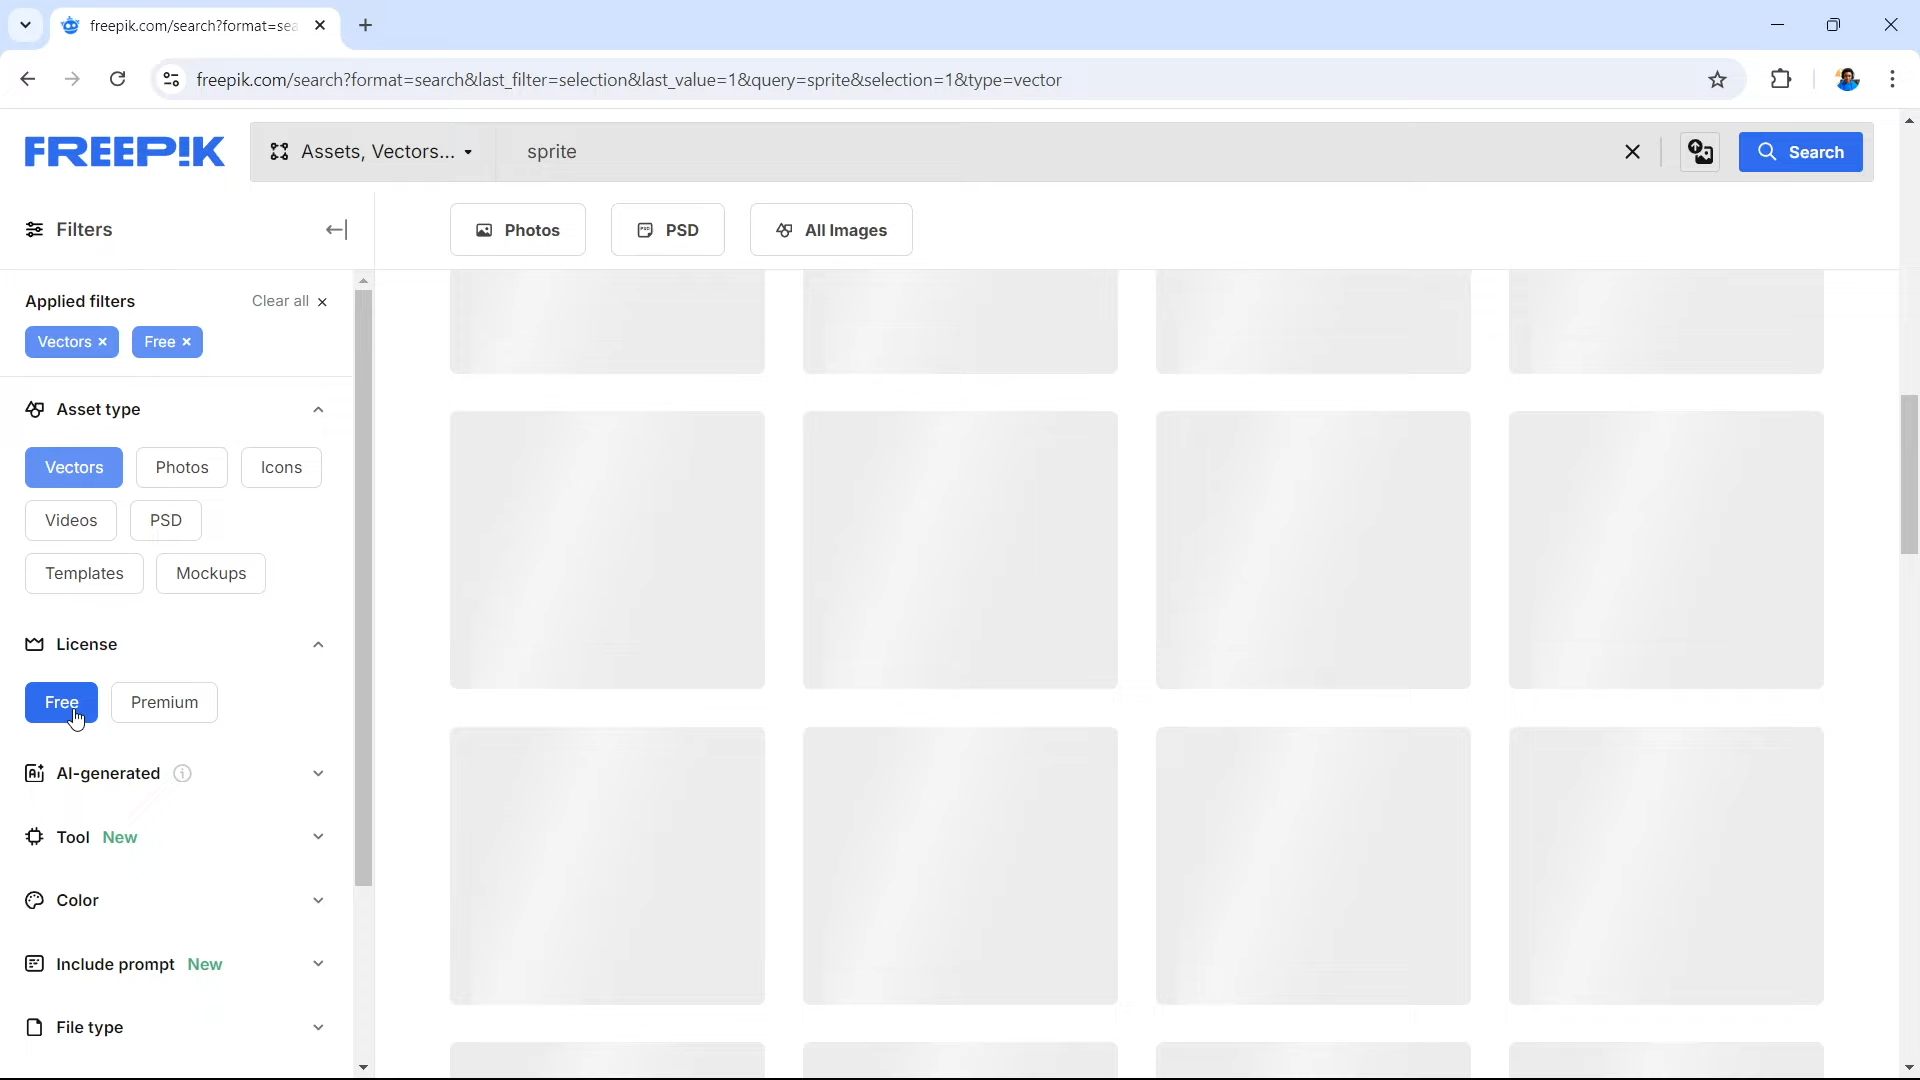 freepik.com/search?format=sea
freepik.com/search?format=search&last_filter=selection&last_value=1&query=sprite&selection=1&type=vector
FREEP!K
Assets, Vectors...
sprite
Search
Filters
Photos
PSD
All Images
Applied filters
Clear all
Vectors
Free
Asset type
Vectors
Photos
Icons
Videos
PSD
Templates
Mockups
License
Free
Premium
AI-generated
Tool New
Color
Include prompt New
File type